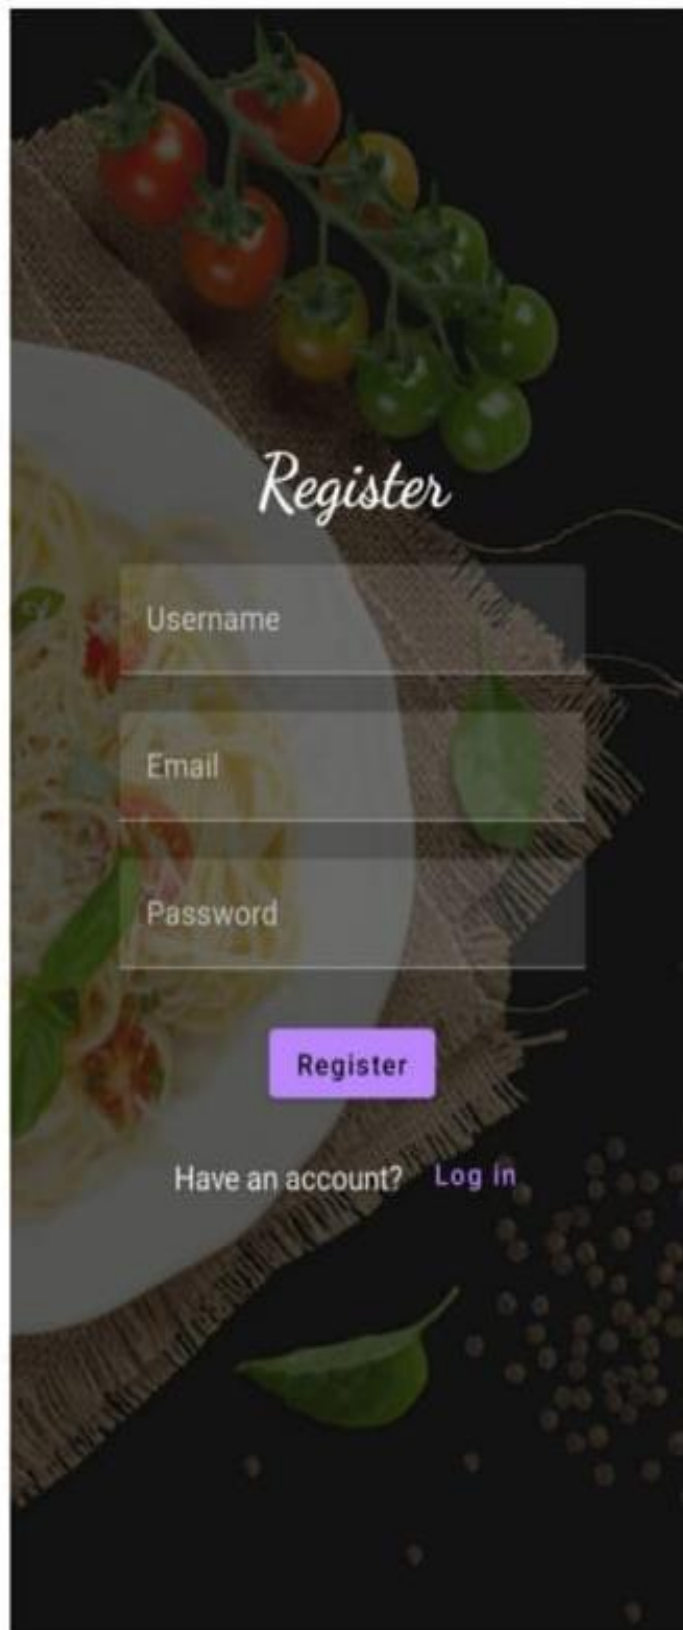 Register
Username
Email
Password
Register
Have an account? Log in